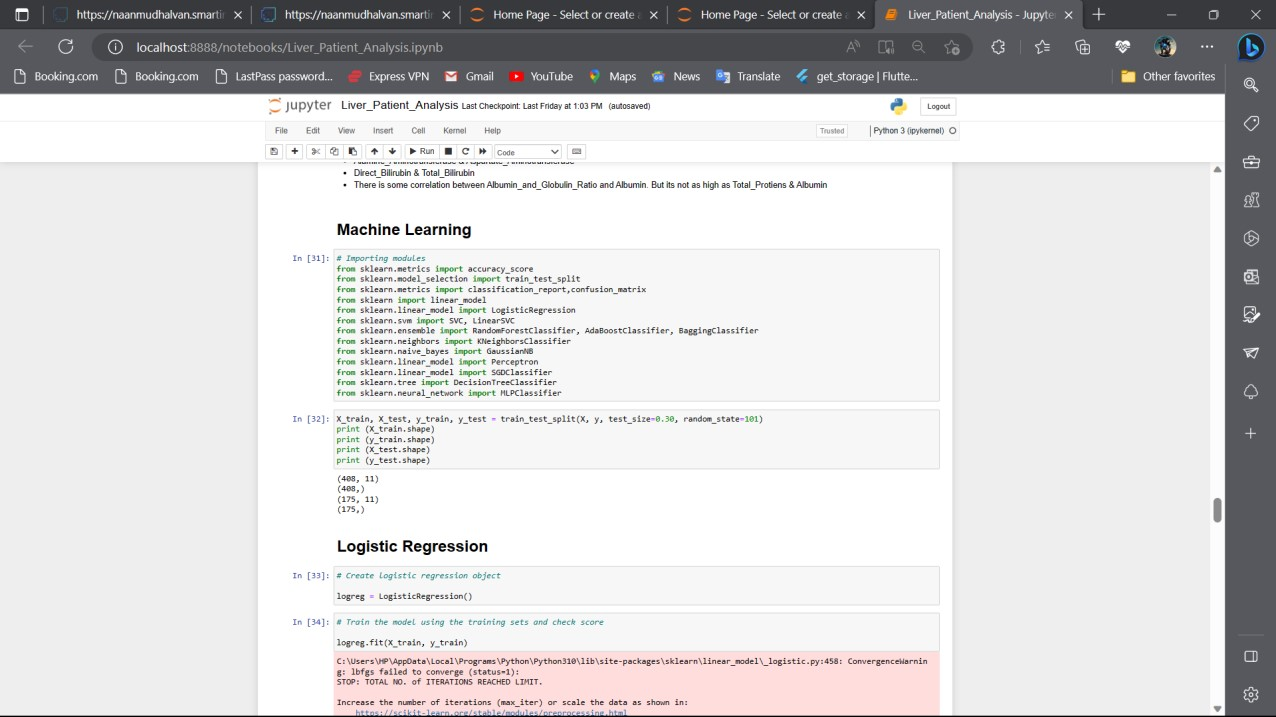 https://naanmudhalvan.smartin
https://naanmudhalvan.smartin
Home Page - Select or create a
Home Page - Select or create a
Liver_Patient_Analysis - Jupyter
localhost:8888/notebooks/Liver_Patient_Analysis.ipynb
Booking.com
Booking.com
LastPass password...
Express VPN
Gmail
YouTube
Maps
News
Translate
get_storage | Flutte...
Other favorites
jupyter Liver_Patient_Analysis Last Checkpoint: Last Friday at 1:03 PM (autosaved)
Logout
File Edit View Insert Cell Kernel Help
Trusted
Python 3 (ipykernel)
Run
Code
Direct_Bilirubin & Total_Bilirubin
There is some correlation between Albumin_and_Globulin_Ratio and Albumin. But its not as high as Total_Protiens & Albumin
Machine Learning
In [31]: # Importing modules
from sklearn.metrics import accuracy_score
from sklearn.model_selection import train_test_split
from sklearn.metrics import classification_report,confusion_matrix
from sklearn import linear_model
from sklearn.linear_model import LogisticRegression
from sklearn.svm import SVC, LinearSVC
from sklearn.ensemble import RandomForestClassifier, AdaBoostClassifier, BaggingClassifier
from sklearn.neighbors import KNeighborsClassifier
from sklearn.naive_bayes import GaussianNB
from sklearn.linear_model import Perceptron
from sklearn.linear_model import SGDClassifier
from sklearn.tree import DecisionTreeClassifier
from sklearn.neural_network import MLPClassifier
In [32]: X_train, X_test, y_train, y_test = train_test_split(X, y, test_size=0.30, random_state=101)
print (X_train.shape)
print (y_train.shape)
print (X_test.shape)
print (y_test.shape)
(408, 11)
(408,)
(175, 11)
(175,)
Logistic Regression
In [33]: # Create logistic regression object
logreg = LogisticRegression()
In [34]: # Train the model using the training sets and check score
logreg.fit(X_train, y_train)
C:\Users\HP\AppData\Local\Programs\Python\Python310\lib\site-packages\sklearn\linear_model\_logistic.py:458: ConvergenceWarnin
g: lbfgs failed to converge (status=1):
STOP: TOTAL NO. of ITERATIONS REACHED LIMIT.
Increase the number of iterations (max_iter) or scale the data as shown in:
https://scikit-learn.org/stable/modules/preprocessing.html